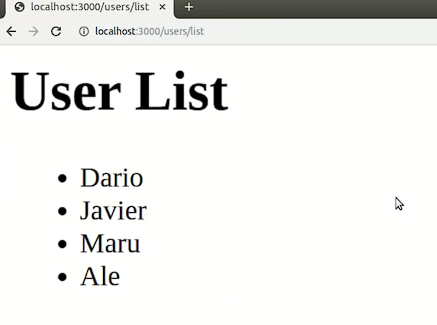 localhost:3000/users/list
localhost:3000/users/list
User List
Dario
Javier
Maru
Ale